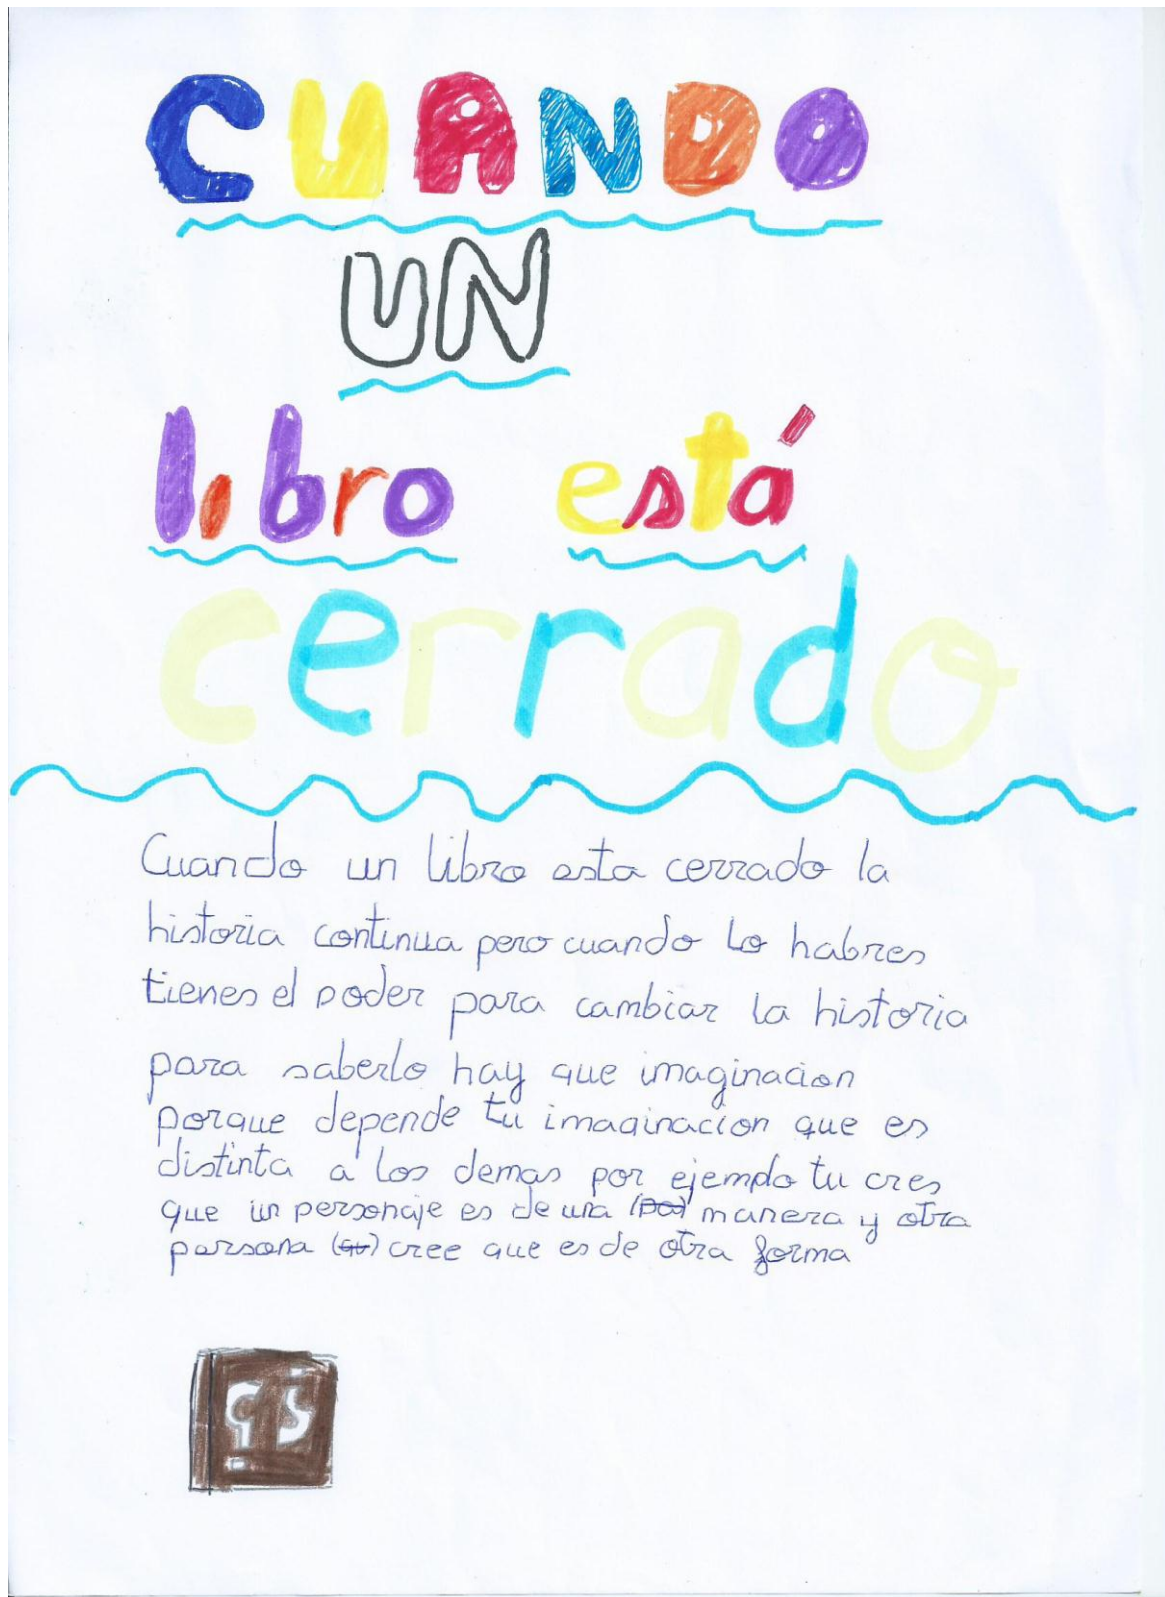 CUANDO
UN
libro está
cerrado
Cuando un libro esta cerrado la
historia continua pero cuando lo habres
tienes el poder para cambiar la historia
para saberlo hay que imaginacion
porque depende tu imaginacion que es
distinta a los demas por ejemplo tu cres
que un personaje es de una (pa) manera y otra
persona (qu) cree que es de otra forma